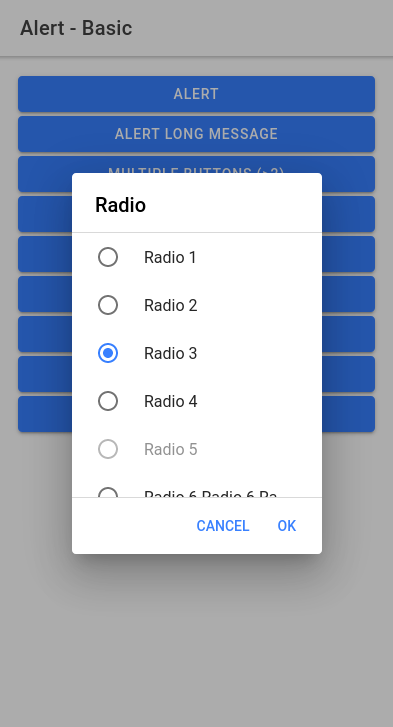 Alert - Basic
ALERT
ALERT LONG MESSAGE
MULTIPLE BUTTONS (>2)
Radio
Radio 1
Radio 2
Radio 3
Radio 4
Radio 5
Radio 6 Radio 6 Ra
CANCEL
OK